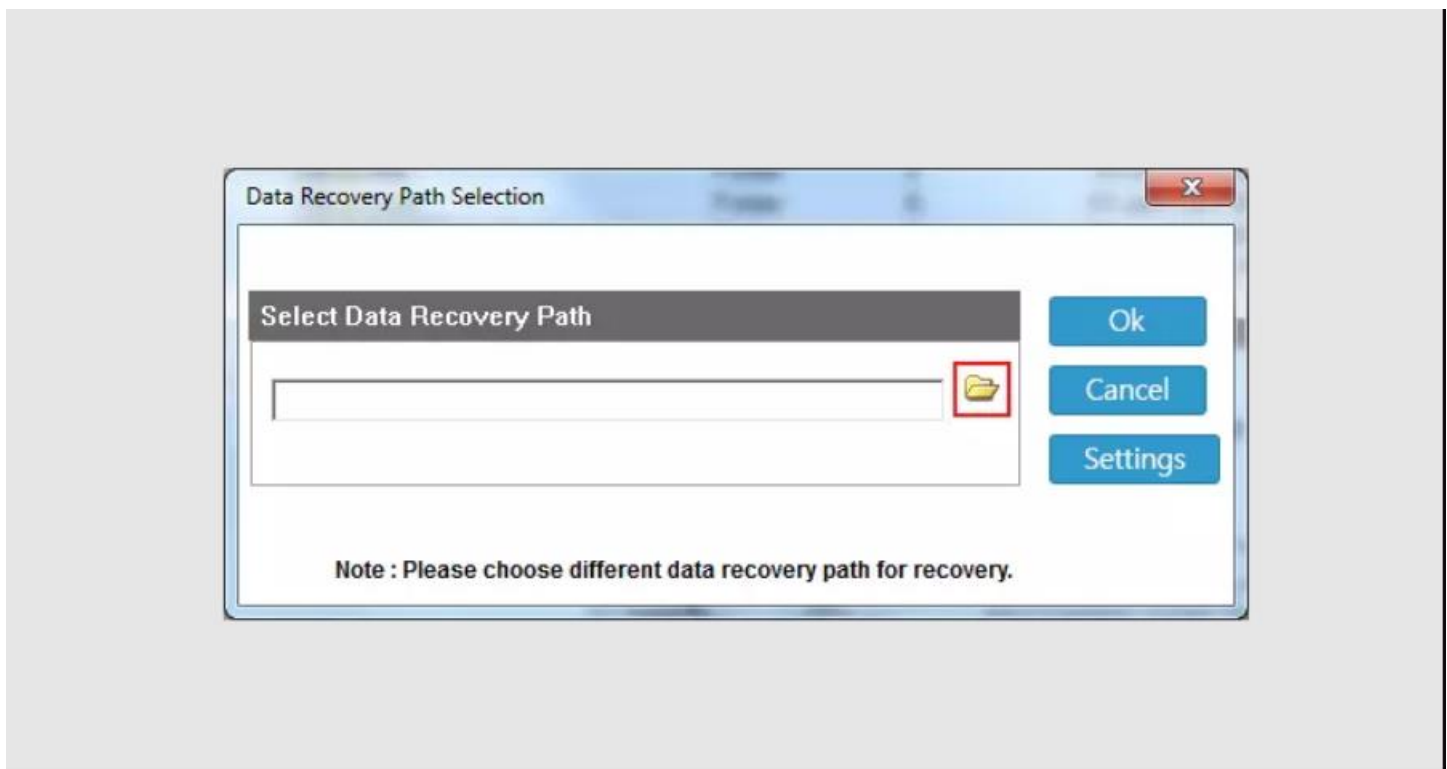 Data Recovery Path Selection
Select Data Recovery Path
Ok
Cancel
Settings
Note : Please choose different data recovery path for recovery.